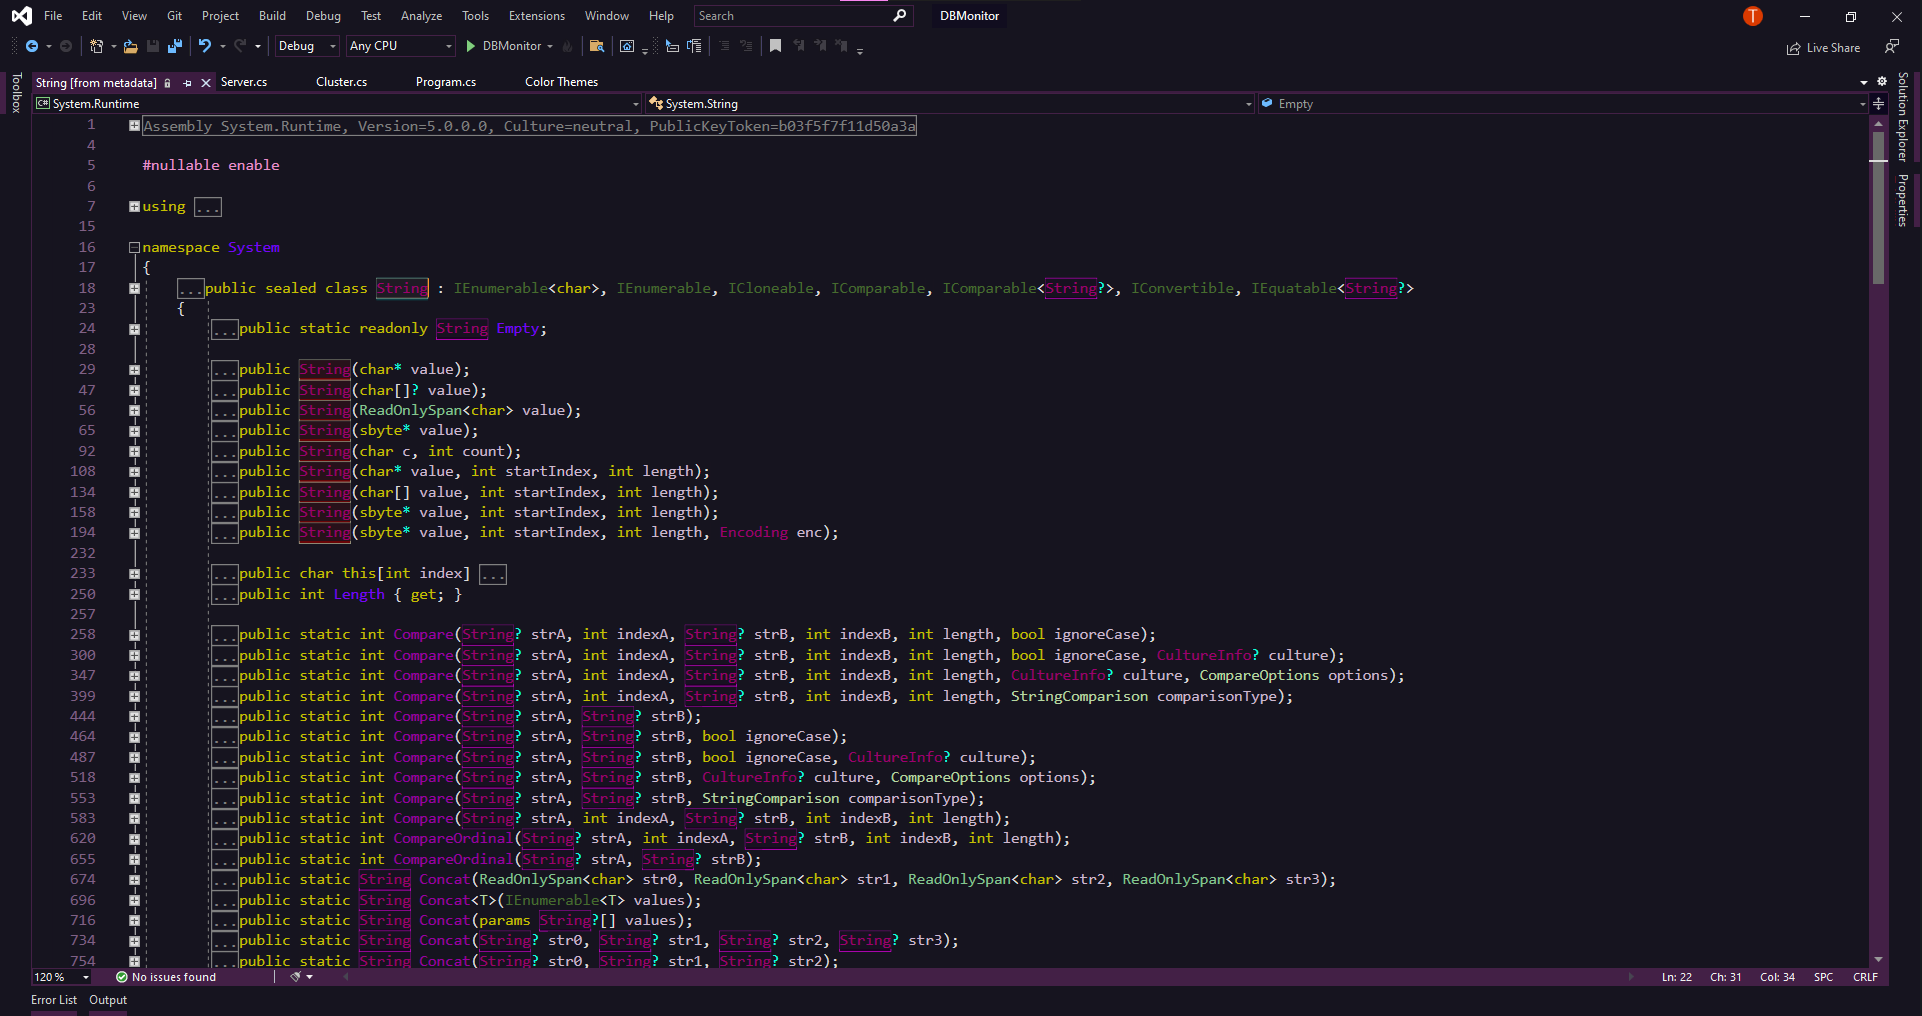 File Edit View Git Project Build Debug Test Analyze Tools Extensions Window Help Search DBMonitor T
Debug Any CPU DBMonitor Live Share
Toolbox
String [from metadata] Server.cs Cluster.cs Program.cs Color Themes
C# System.Runtime System.String Empty
Solution Explorer
Properties
1 Assembly System.Runtime, Version=5.0.0.0, Culture=neutral, PublicKeyToken=b03f5f7f11d50a3a
4
5 #nullable enable
6
7 using ...
15
16 namespace System
17 {
18 ...public sealed class String : IEnumerable<char>, IEnumerable, ICloneable, IComparable, IComparable<String?>, IConvertible, IEquatable<String?>
23 {
24 ...public static readonly String Empty;
28
29 ...public String(char* value);
47 ...public String(char[]? value);
56 ...public String(ReadOnlySpan<char> value);
65 ...public String(sbyte* value);
92 ...public String(char c, int count);
108 ...public String(char* value, int startIndex, int length);
134 ...public String(char[] value, int startIndex, int length);
158 ...public String(sbyte* value, int startIndex, int length);
194 ...public String(sbyte* value, int startIndex, int length, Encoding enc);
232
233 ...public char this[int index] ...
250 ...public int Length { get; }
257
258 ...public static int Compare(String? strA, int indexA, String? strB, int indexB, int length, bool ignoreCase);
300 ...public static int Compare(String? strA, int indexA, String? strB, int indexB, int length, bool ignoreCase, CultureInfo? culture);
347 ...public static int Compare(String? strA, int indexA, String? strB, int indexB, int length, CultureInfo? culture, CompareOptions options);
399 ...public static int Compare(String? strA, int indexA, String? strB, int indexB, int length, StringComparison comparisonType);
444 ...public static int Compare(String? strA, String? strB);
464 ...public static int Compare(String? strA, String? strB, bool ignoreCase);
487 ...public static int Compare(String? strA, String? strB, bool ignoreCase, CultureInfo? culture);
518 ...public static int Compare(String? strA, String? strB, CultureInfo? culture, CompareOptions options);
553 ...public static int Compare(String? strA, String? strB, StringComparison comparisonType);
583 ...public static int Compare(String? strA, int indexA, String? strB, int indexB, int length);
620 ...public static int CompareOrdinal(String? strA, int indexA, String? strB, int indexB, int length);
655 ...public static int CompareOrdinal(String? strA, String? strB);
674 ...public static String Concat(ReadOnlySpan<char> str0, ReadOnlySpan<char> str1, ReadOnlySpan<char> str2, ReadOnlySpan<char> str3);
696 ...public static String Concat<T>(IEnumerable<T> values);
716 ...public static String Concat(params String?[] values);
734 ...public static String Concat(String? str0, String? str1, String? str2, String? str3);
754 ...public static String Concat(String? str0, String? str1, String? str2);
120 % No issues found Ln: 22 Ch: 31 Col: 34 SPC CRLF
Error List Output